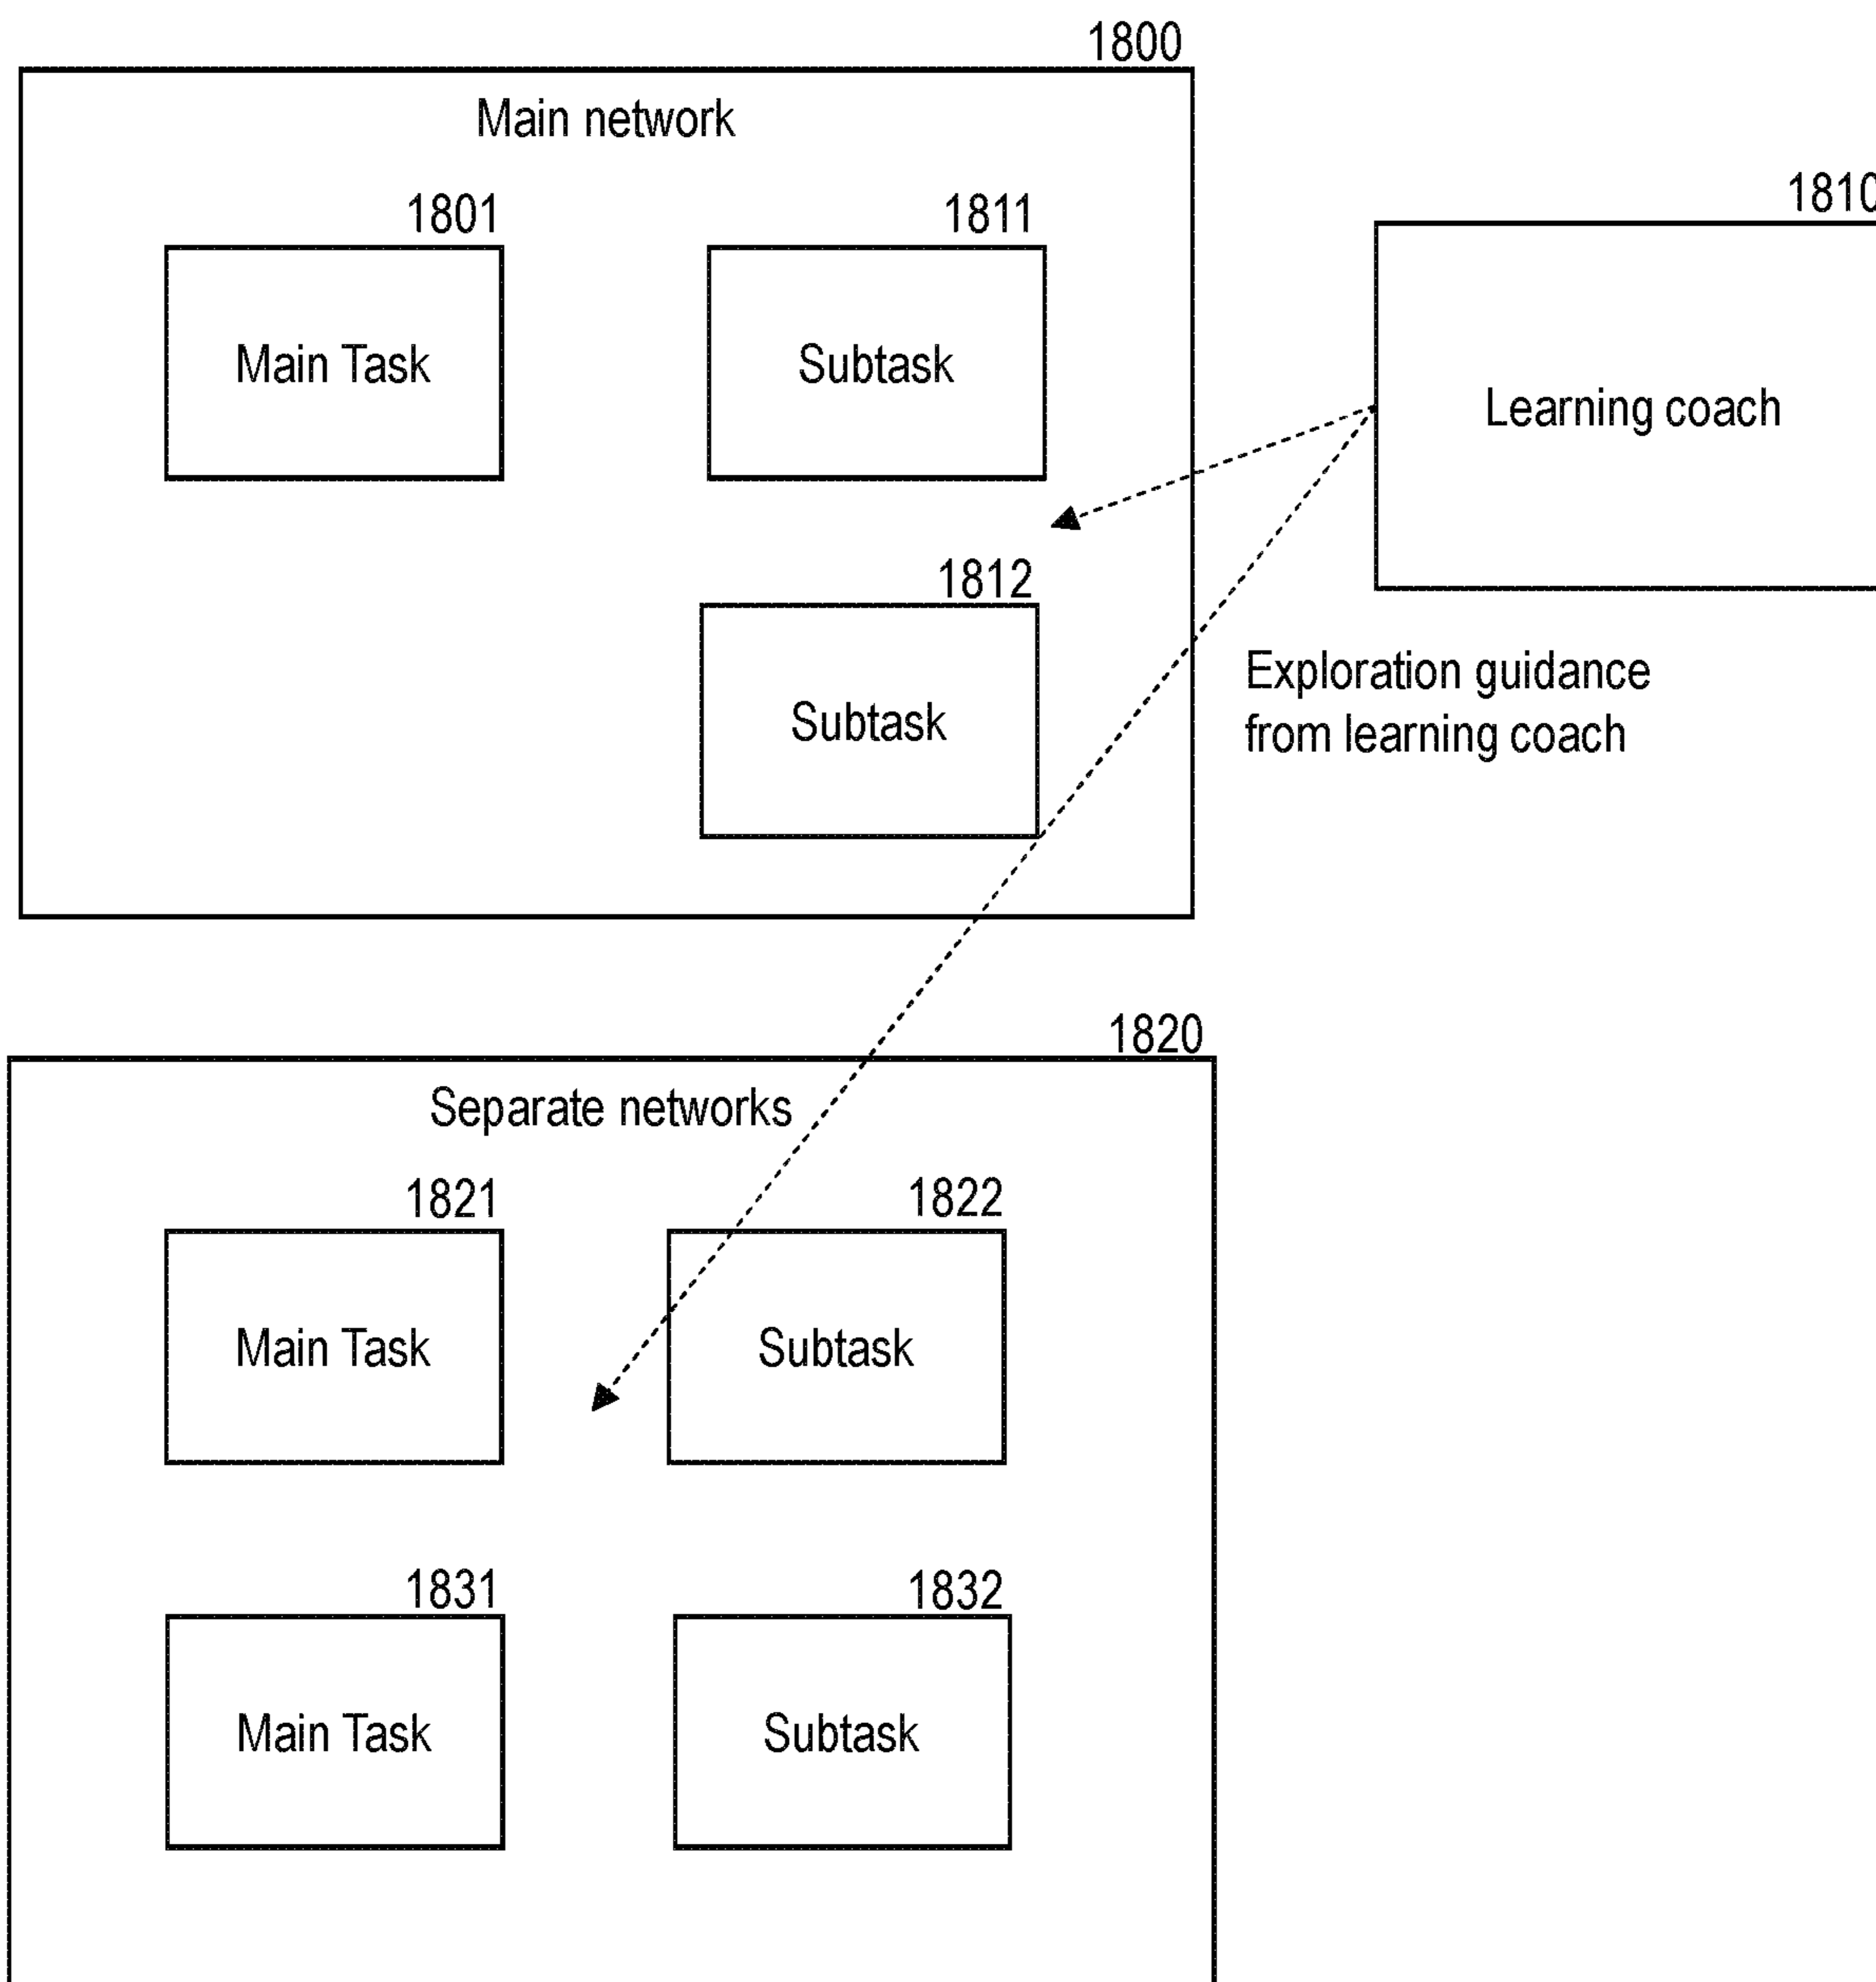 1800
Main network
1801
1811
Main Task
Subtask
1812
Subtask
1810
Learning coach
Exploration guidance
from learning coach
1820
Separate networks
1821
1822
Main Task
Subtask
1831
1832
Main Task
Subtask